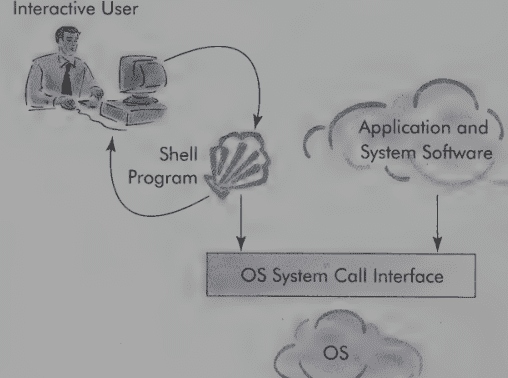 Interactive User
Shell
Program
Application and
System Software
OS System Call Interface
OS